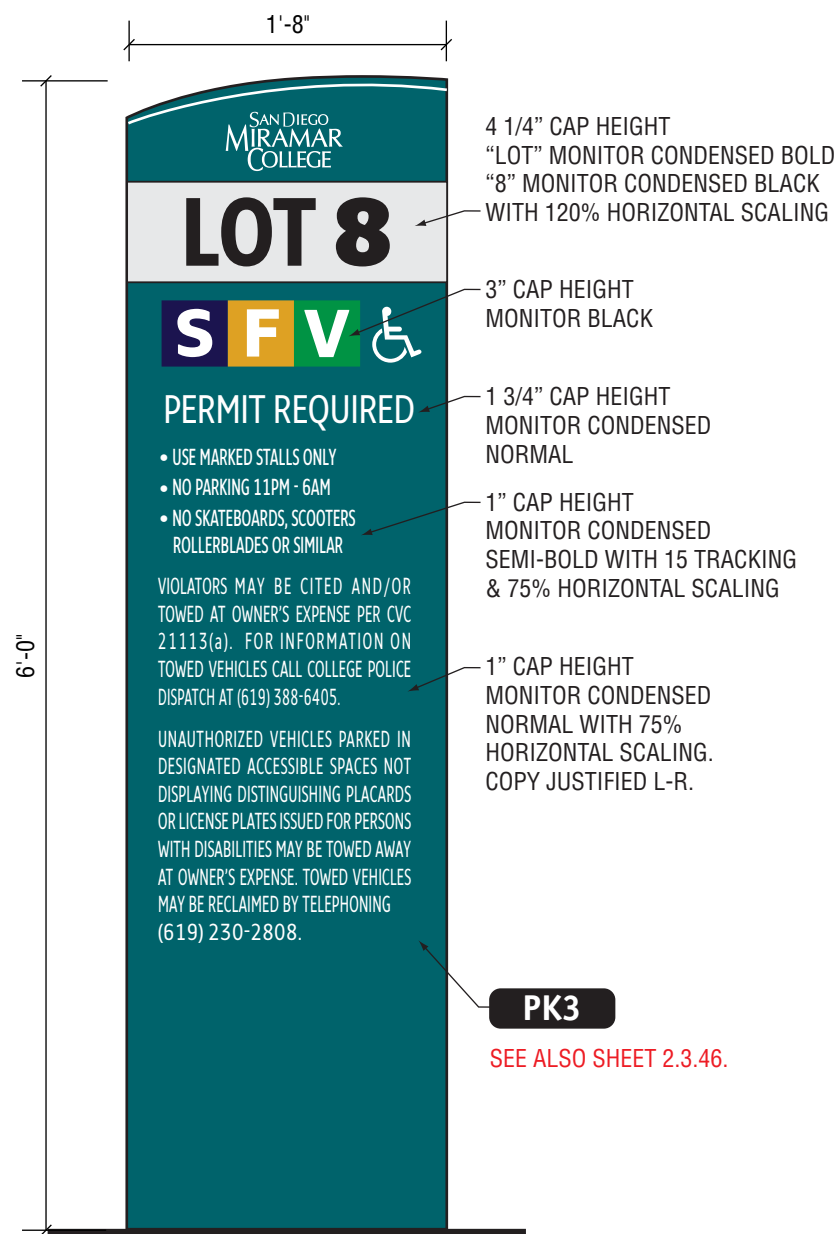 1'-8"
6'-0"
SAN DIEGO
MIRAMAR
COLLEGE
LOT 8
S F V
PERMIT REQUIRED
• USE MARKED STALLS ONLY
• NO PARKING 11PM - 6AM
• NO SKATEBOARDS, SCOOTERS
ROLLERBLADES OR SIMILAR
VIOLATORS MAY BE CITED AND/OR
TOWED AT OWNER'S EXPENSE PER CVC
21113(a). FOR INFORMATION ON
TOWED VEHICLES CALL COLLEGE POLICE
DISPATCH AT (619) 388-6405.
UNAUTHORIZED VEHICLES PARKED IN
DESIGNATED ACCESSIBLE SPACES NOT
DISPLAYING DISTINGUISHING PLACARDS
OR LICENSE PLATES ISSUED FOR PERSONS
WITH DISABILITIES MAY BE TOWED AWAY
AT OWNER'S EXPENSE. TOWED VEHICLES
MAY BE RECLAIMED BY TELEPHONING
(619) 230-2808.
4 1/4” CAP HEIGHT
“LOT” MONITOR CONDENSED BOLD
“8” MONITOR CONDENSED BLACK
WITH 120% HORIZONTAL SCALING
3” CAP HEIGHT
MONITOR BLACK
1 3/4” CAP HEIGHT
MONITOR CONDENSED
NORMAL
1” CAP HEIGHT
MONITOR CONDENSED
SEMI-BOLD WITH 15 TRACKING
& 75% HORIZONTAL SCALING
1” CAP HEIGHT
MONITOR CONDENSED
NORMAL WITH 75%
HORIZONTAL SCALING.
COPY JUSTIFIED L-R.
PK3
SEE ALSO SHEET 2.3.46.